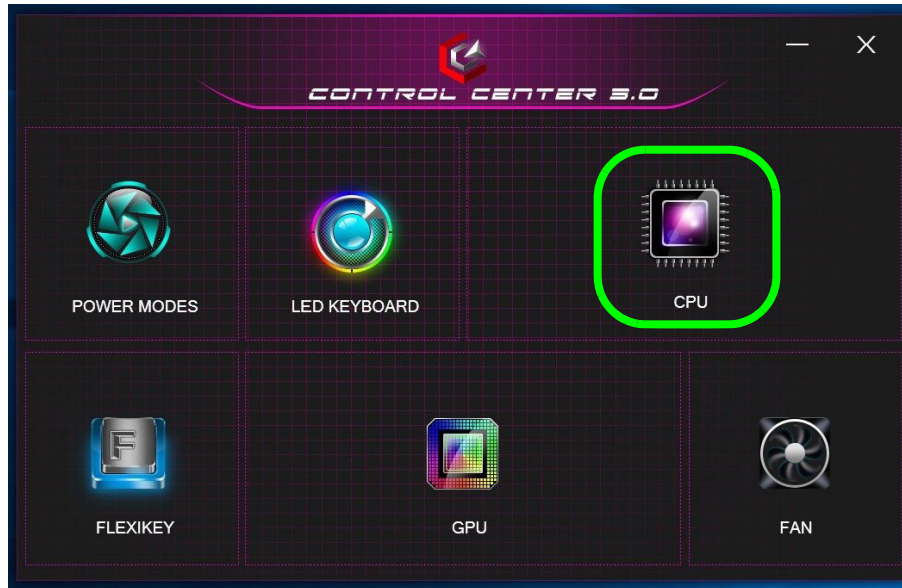 CONTROL CENTER 3.0
POWER MODES
LED KEYBOARD
CPU
F
FLEXIKEY
GPU
FAN